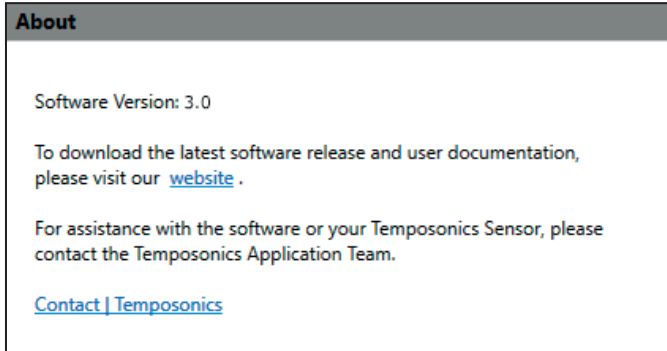 About
Software Version: 3.0
To download the latest software release and user documentation,
please visit our website .
For assistance with the software or your Temposonics Sensor, please
contact the Temposonics Application Team.
Contact | Temposonics